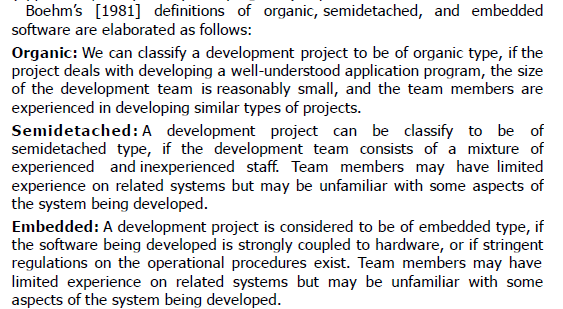 Boehm's [1981] definitions of organic, semidetached, and embedded
software are elaborated as follows:
Organic: We can classify a development project to be of organic type, if the
project deals with developing a well-understood application program, the size
of the development team is reasonably small, and the team members are
experienced in developing similar types of projects.
Semidetached: A development project can be classify to be of
semidetached type, if the development team consists of a mixture of
experienced and inexperienced staff. Team members may have limited
experience on related systems but may be unfamiliar with some aspects of
the system being developed.
Embedded: A development project is considered to be of embedded type, if
the software being developed is strongly coupled to hardware, or if stringent
regulations on the operational procedures exist. Team members may have
limited experience on related systems but may be unfamiliar with some
aspects of the system being developed.